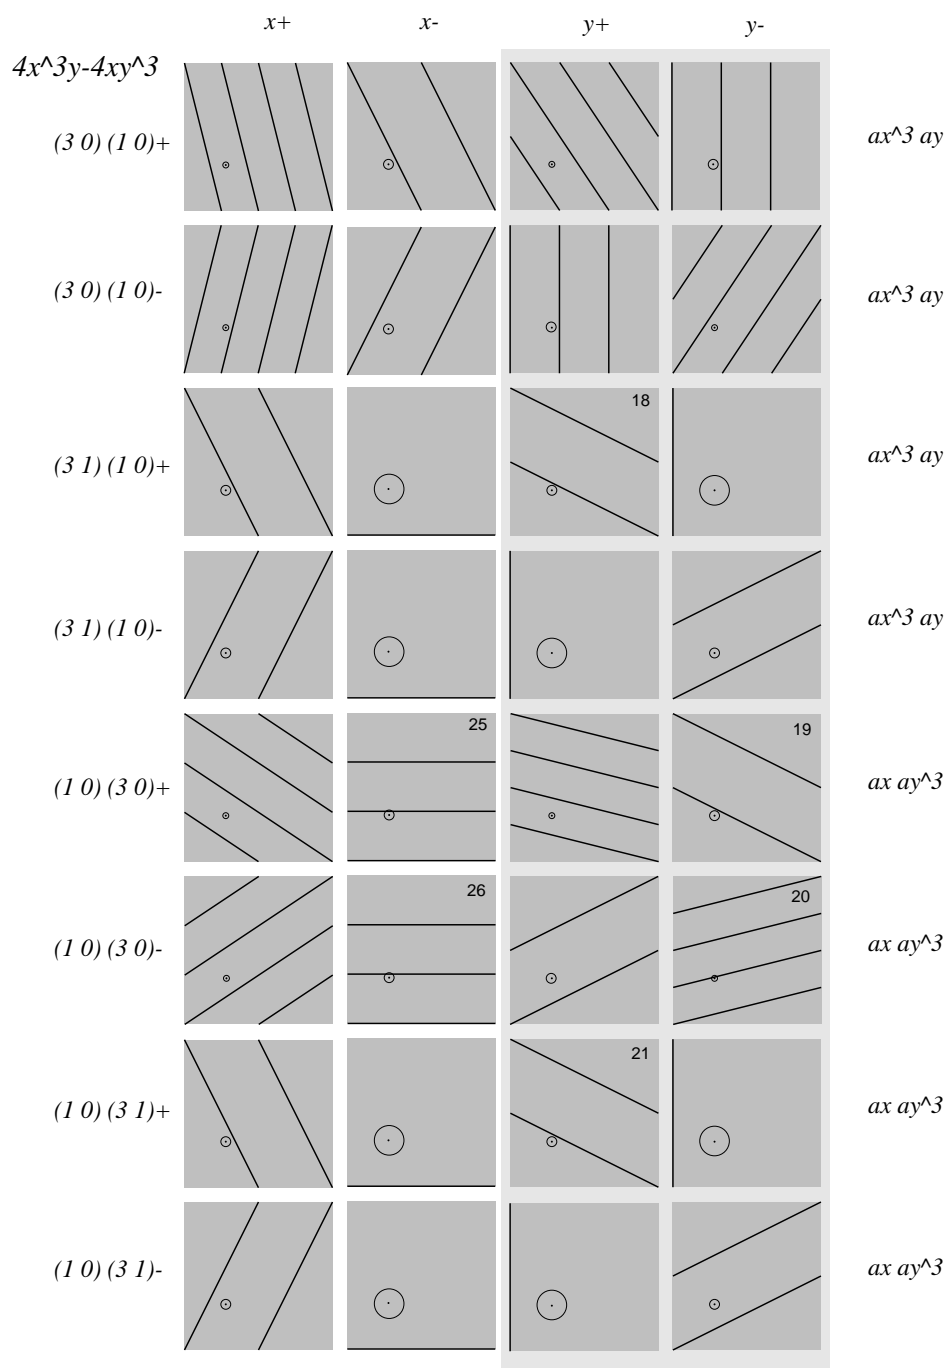 x+ x- y+ y-
4x^3y-4xy^3
(3 0) (1 0)+ ax^3 ay
(3 0) (1 0)- ax^3 ay
18
(3 1) (1 0)+ ax^3 ay
(3 1) (1 0)- ax^3 ay
25 19
(1 0) (3 0)+ ax ay^3
26 20
(1 0) (3 0)- ax ay^3
21
(1 0) (3 1)+ ax ay^3
(1 0) (3 1)- ax ay^3